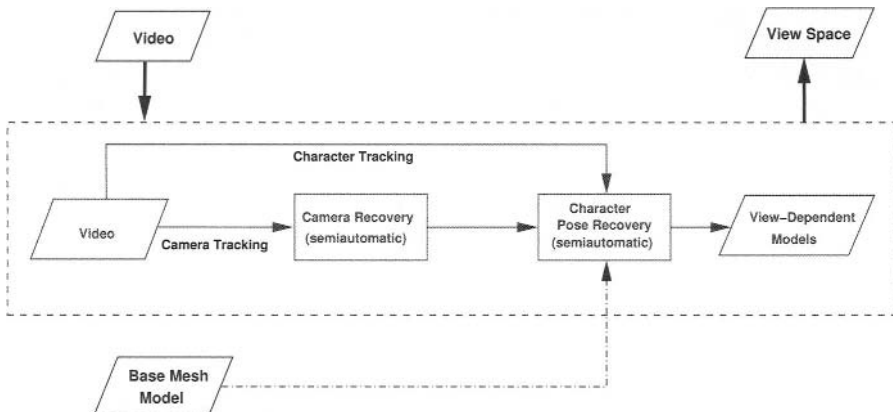 Video
View Space
Character Tracking
Video
Camera Tracking
Camera Recovery
(semiautomatic)
Character
Pose Recovery
(semiautomatic)
View–Dependent
Models
Base Mesh
Model